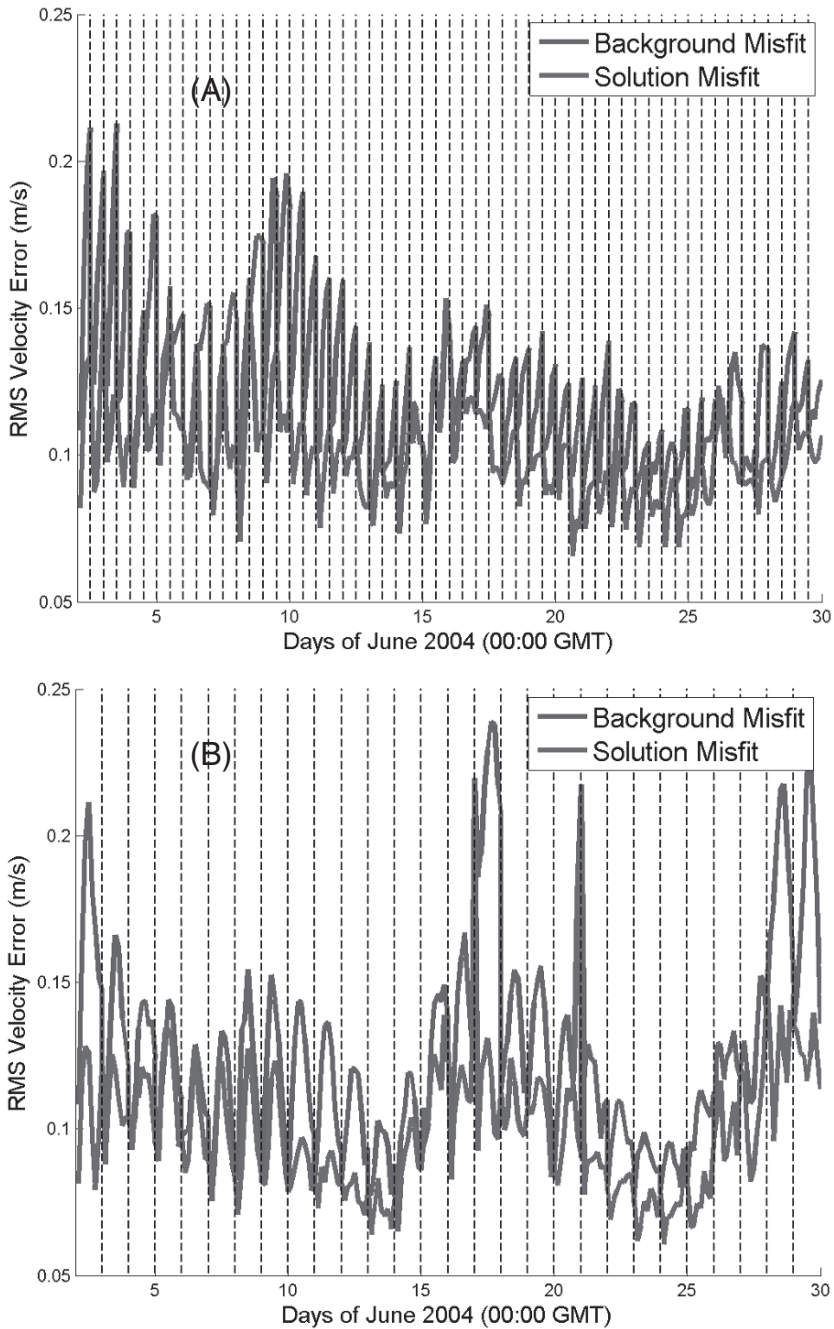 0.25
0.2
0.15
0.1
0.05
RMS Velocity Error (m/s)
(A)
Background Misfit
Solution Misfit
5
10
15
20
25
30
Days of June 2004 (00:00 GMT)
0.25
0.2
0.15
0.1
0.05
RMS Velocity Error (m/s)
(B)
Background Misfit
Solution Misfit
5
10
15
20
25
30
Days of June 2004 (00:00 GMT)